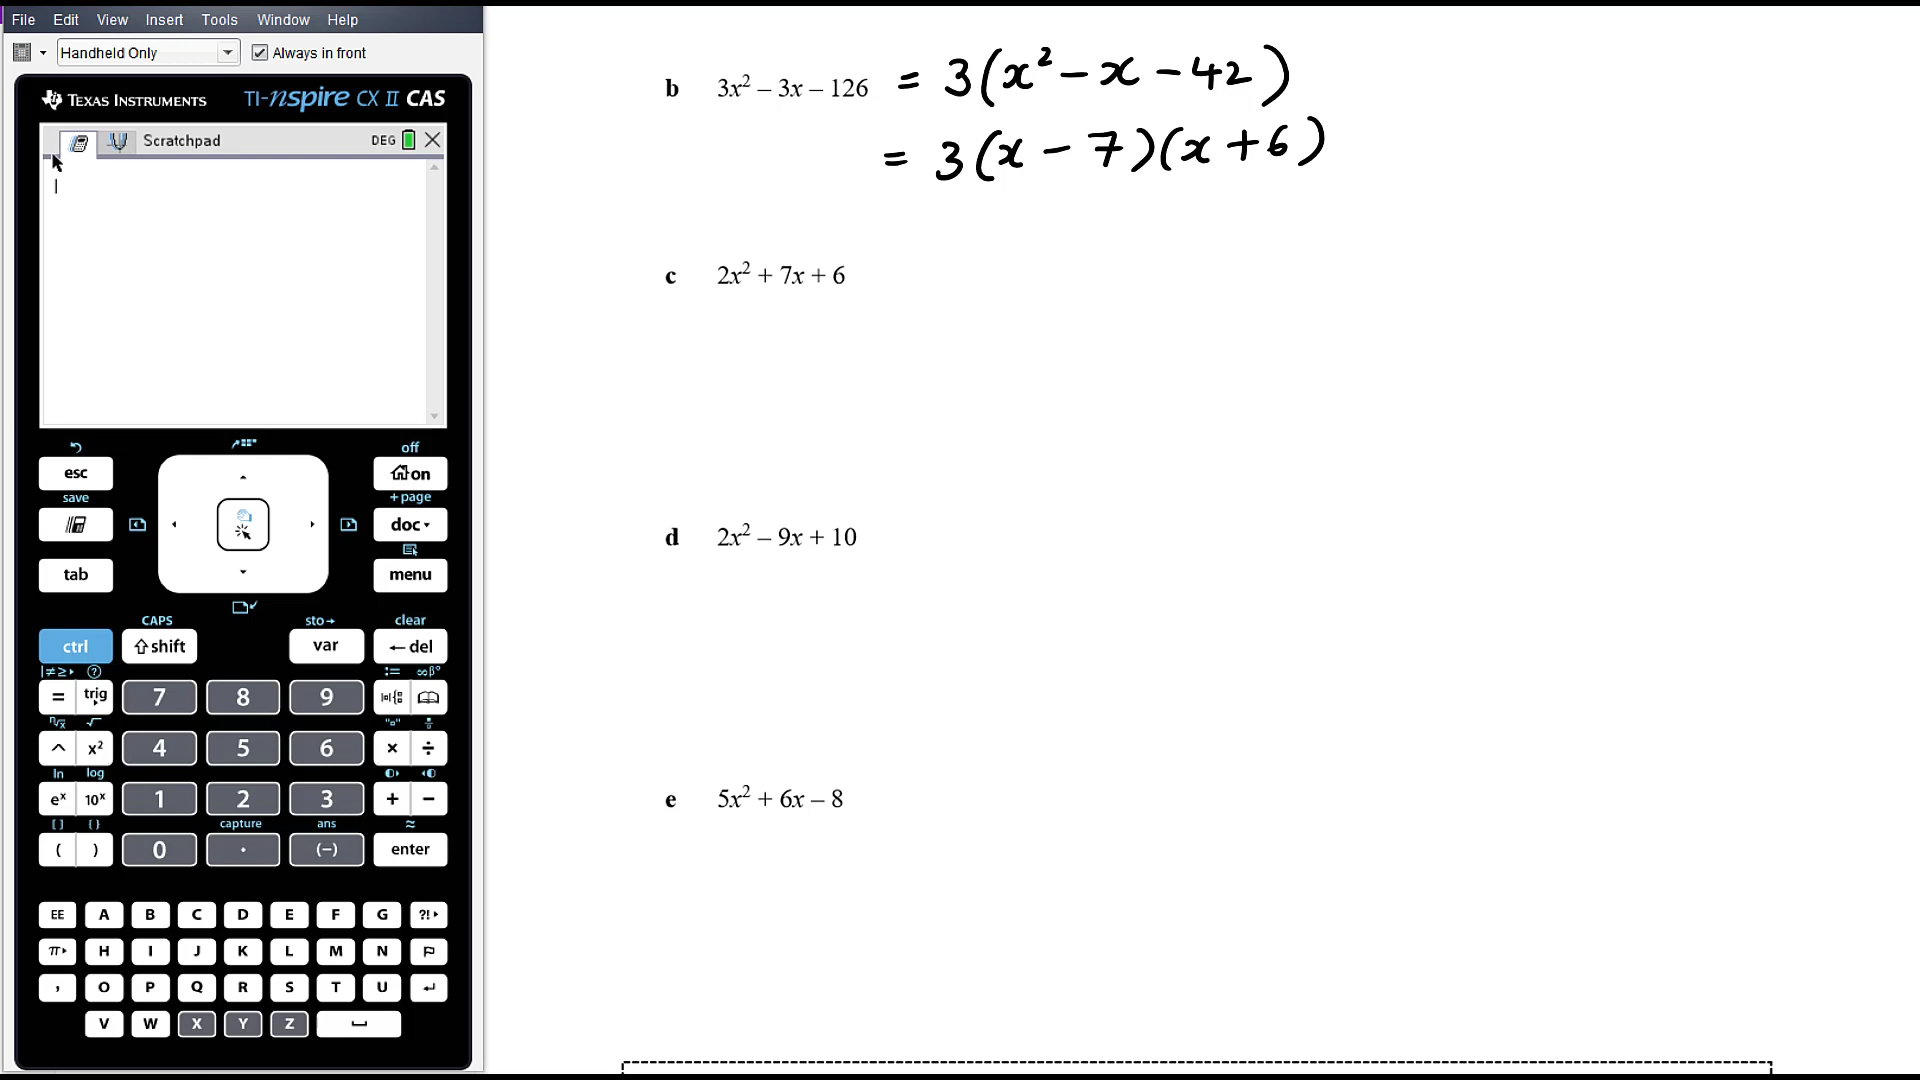 File Edit View Insert Tools Window Help
Handheld Only Always in front
TEXAS INSTRUMENTS TI-nspire CX II CAS
Scratchpad DEG
off
esc on
save + page
doc
tab menu
CAPS sto→ clear
ctrl ⇧shift var ←del
|≠≥▸ ? := ∞β°
= trig 7 8 9
ⁿ√x √ "▫"
^ x² 4 5 6 × ÷
ln log
eˣ 10ˣ 1 2 3 + −
[ ] { } capture ans ≈
( ) 0 . (−) enter
EE A B C D E F G ?!▸
π▸ H I J K L M N
, O P Q R S T U ↵
V W X Y Z
b 3x² – 3x – 126 = 3(x² – x – 42)
= 3(x – 7)(x + 6)
c 2x² + 7x + 6
d 2x² – 9x + 10
e 5x² + 6x – 8